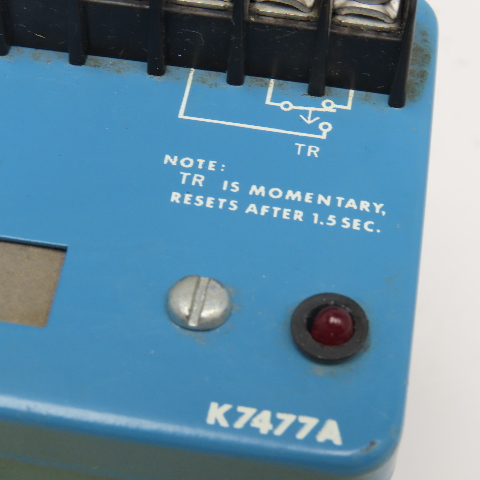 TR
NOTE:
TR IS MOMENTARY,
RESETS AFTER 1.5 SEC.
K7477A